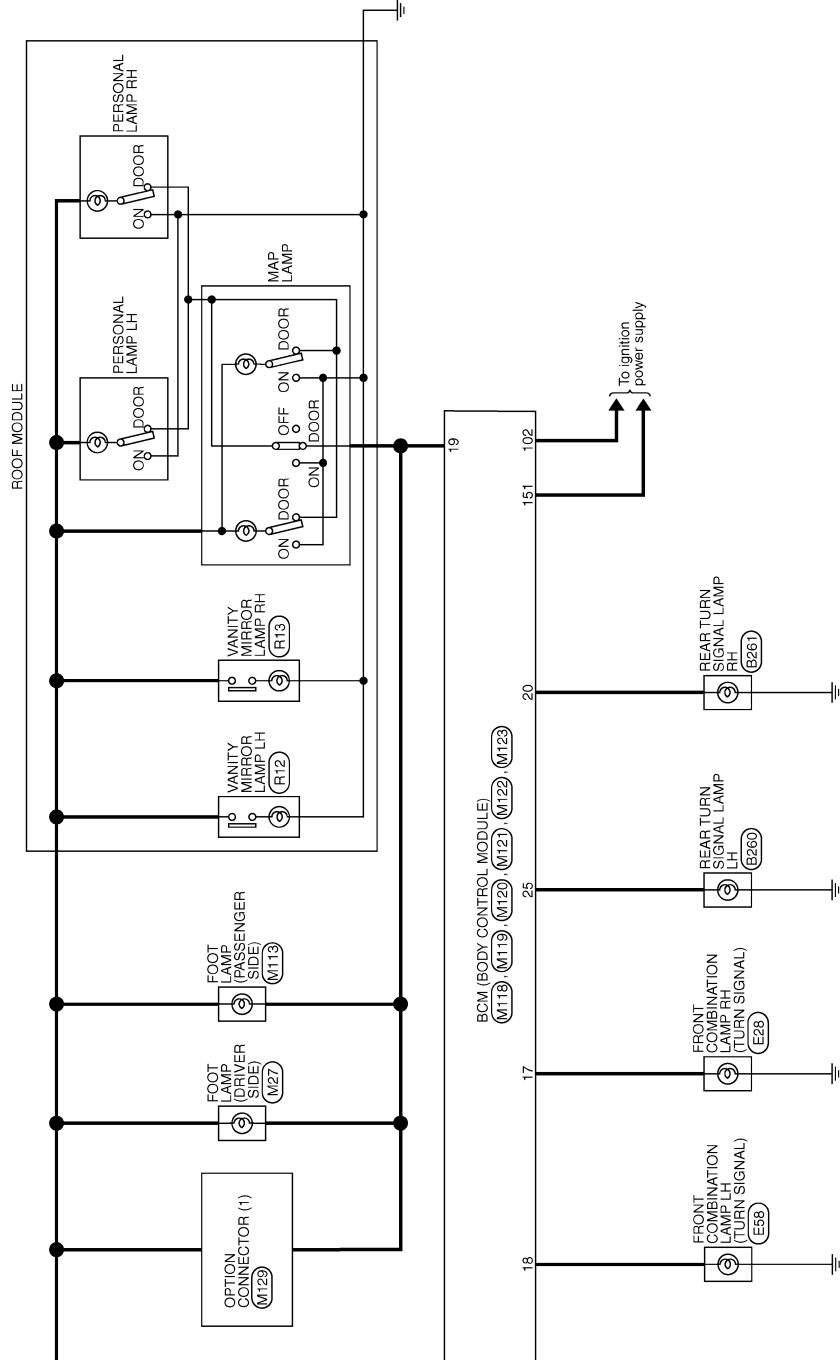 ROOF MODULE
PERSONAL
LAMP RH
DOOR
ON
PERSONAL
LAMP LH
DOOR
ON
MAP
LAMP
DOOR
ON
OFF
DOOR
ON
DOOR
ON
VANITY
MIRROR
LAMP RH
R13
VANITY
MIRROR
LAMP LH
R12
FOOT
LAMP
(PASSENGER
SIDE)
M113
FOOT
LAMP
(DRIVER
SIDE)
M27
OPTION
CONNECTOR (1)
M129
19
BCM (BODY CONTROL MODULE)
M118 , M119 , M120 , M121 , M122 , M123
102
151
To ignition
power supply
20
25
17
18
REAR TURN
SIGNAL LAMP
RH
B261
REAR TURN
SIGNAL LAMP
LH
B260
FRONT
COMBINATION
LAMP RH
(TURN SIGNAL)
E28
FRONT
COMBINATION
LAMP LH
(TURN SIGNAL)
E58